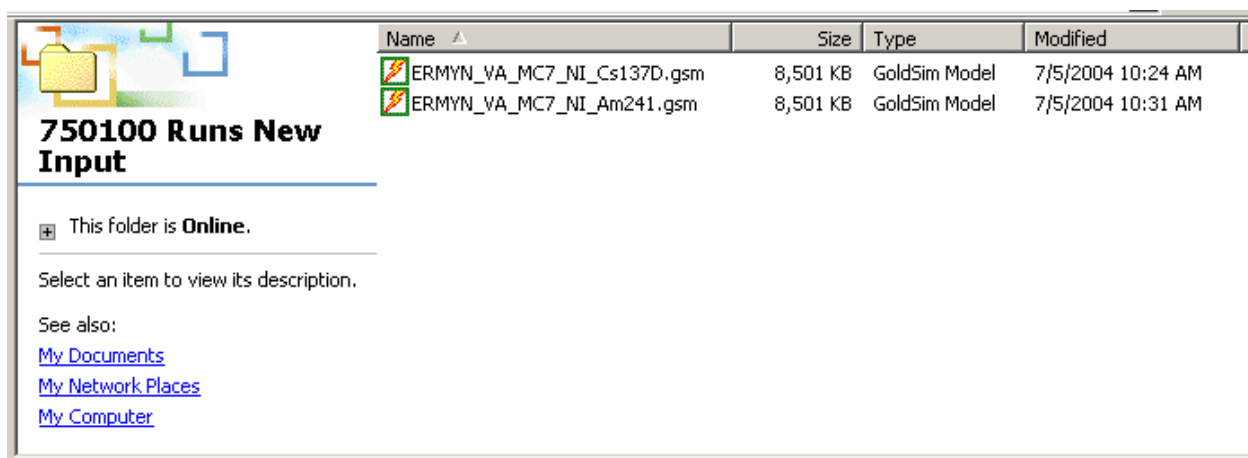 Name Size Type Modified
ERMYN_VA_MC7_NI_Cs137D.gsm 8,501 KB GoldSim Model 7/5/2004 10:24 AM
ERMYN_VA_MC7_NI_Am241.gsm 8,501 KB GoldSim Model 7/5/2004 10:31 AM
750100 Runs New
Input
This folder is Online.
Select an item to view its description.
See also:
My Documents
My Network Places
My Computer